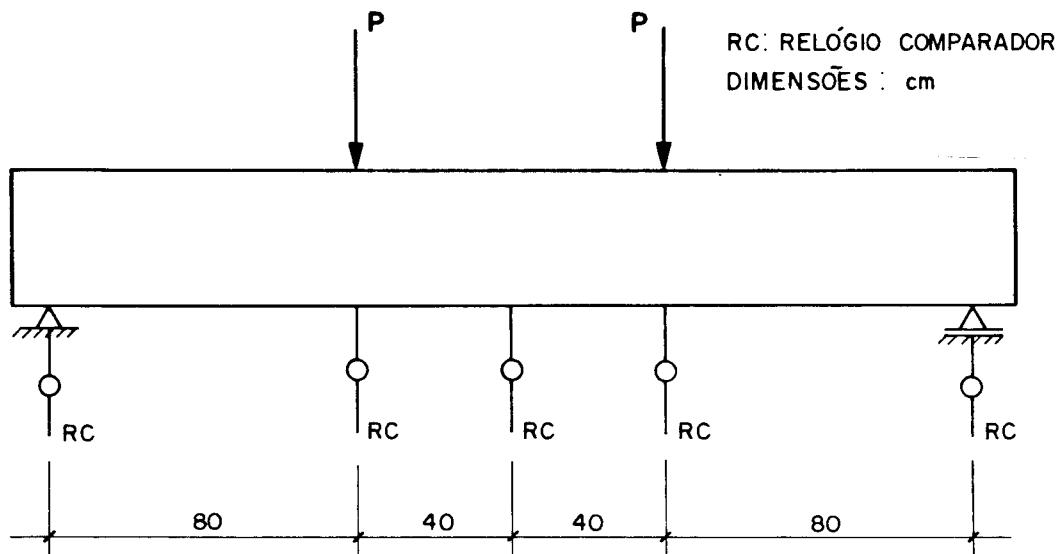 P
P
RC: RELÓGIO COMPARADOR
DIMENSÕES : cm
RC
RC
RC
RC
RC
80
40
40
80